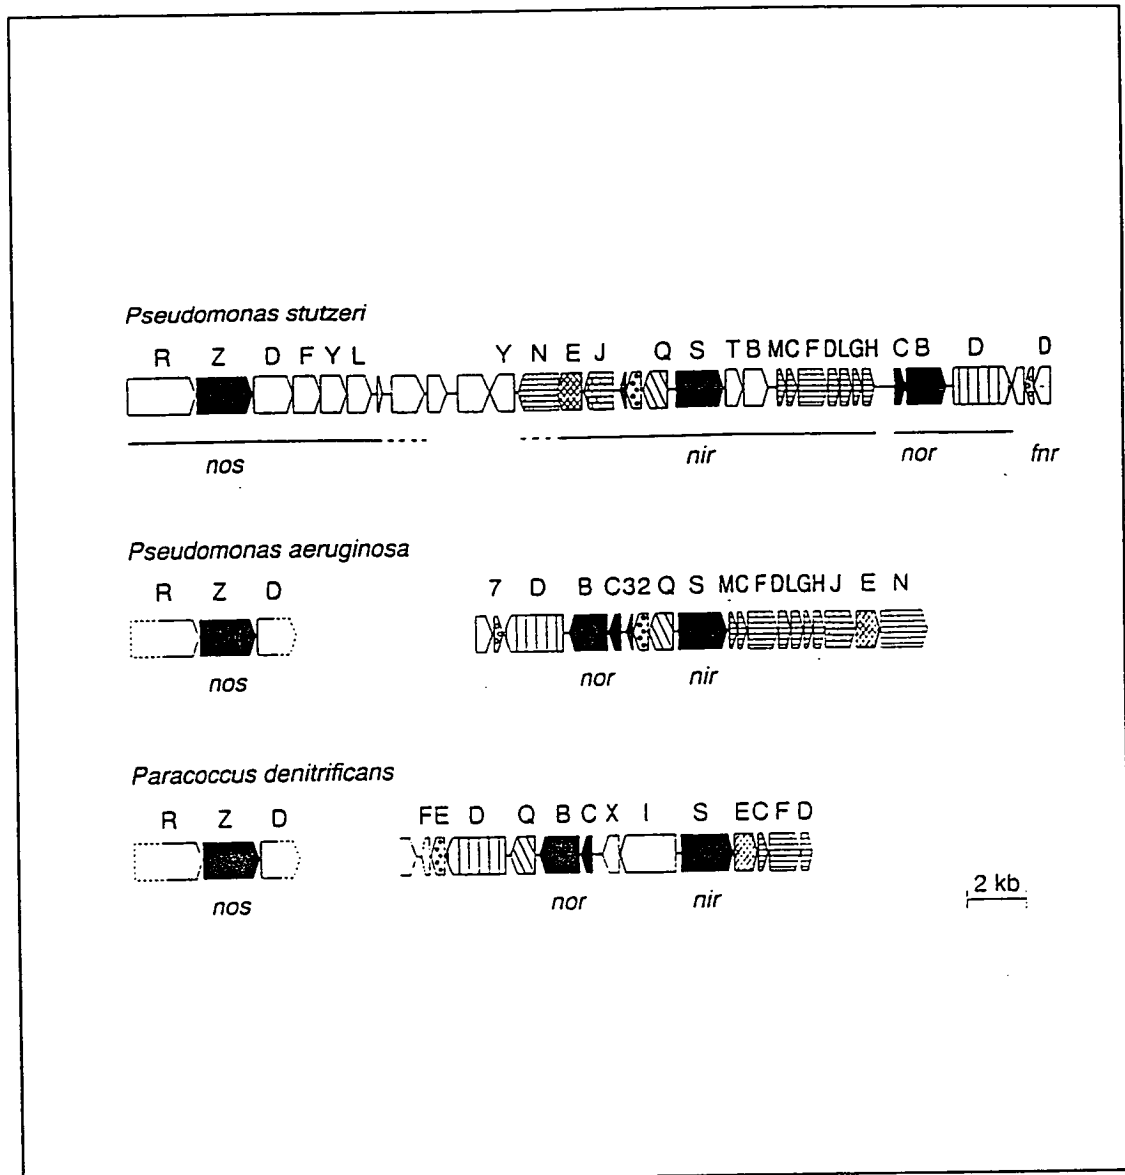 Pseudomonas stutzeri
R Z D F Y L Y N E J Q S T B M C F D L G H C B D D
nos nir nor fnr
Pseudomonas aeruginosa
R Z D 7 D B C 3 2 Q S M C F D L G H J E N
nos nor nir
Paracoccus denitrificans
R Z D F E D Q B C X I S E C F D
2 kb
nos nor nir